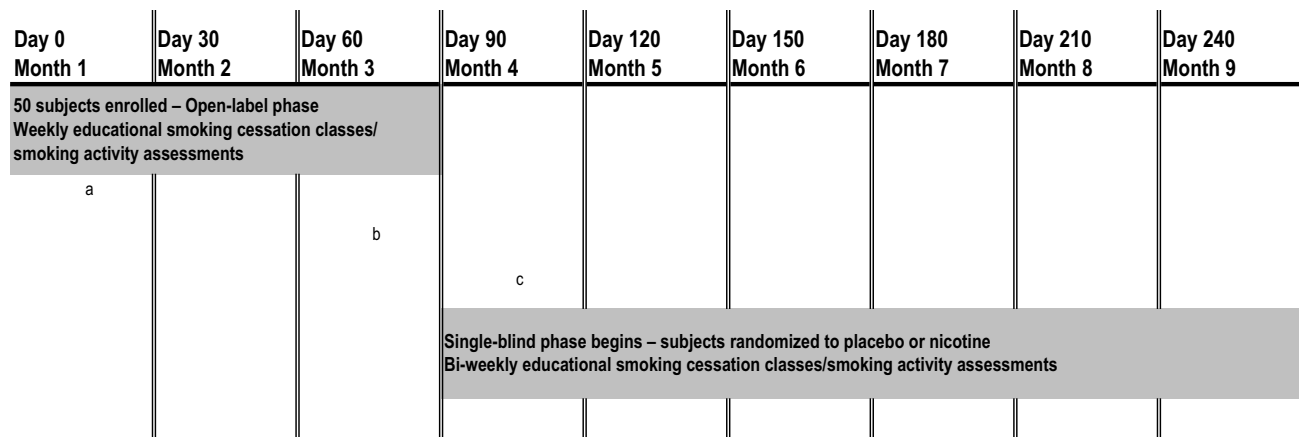 Day 0 Day 30 Day 60 Day 90 Day 120 Day 150 Day 180 Day 210 Day 240
Month 1 Month 2 Month 3 Month 4 Month 5 Month 6 Month 7 Month 8 Month 9
50 subjects enrolled – Open-label phase
Weekly educational smoking cessation classes/
smoking activity assessments
a
b
c
Single-blind phase begins – subjects randomized to placebo or nicotine
Bi-weekly educational smoking cessation classes/smoking activity assessments